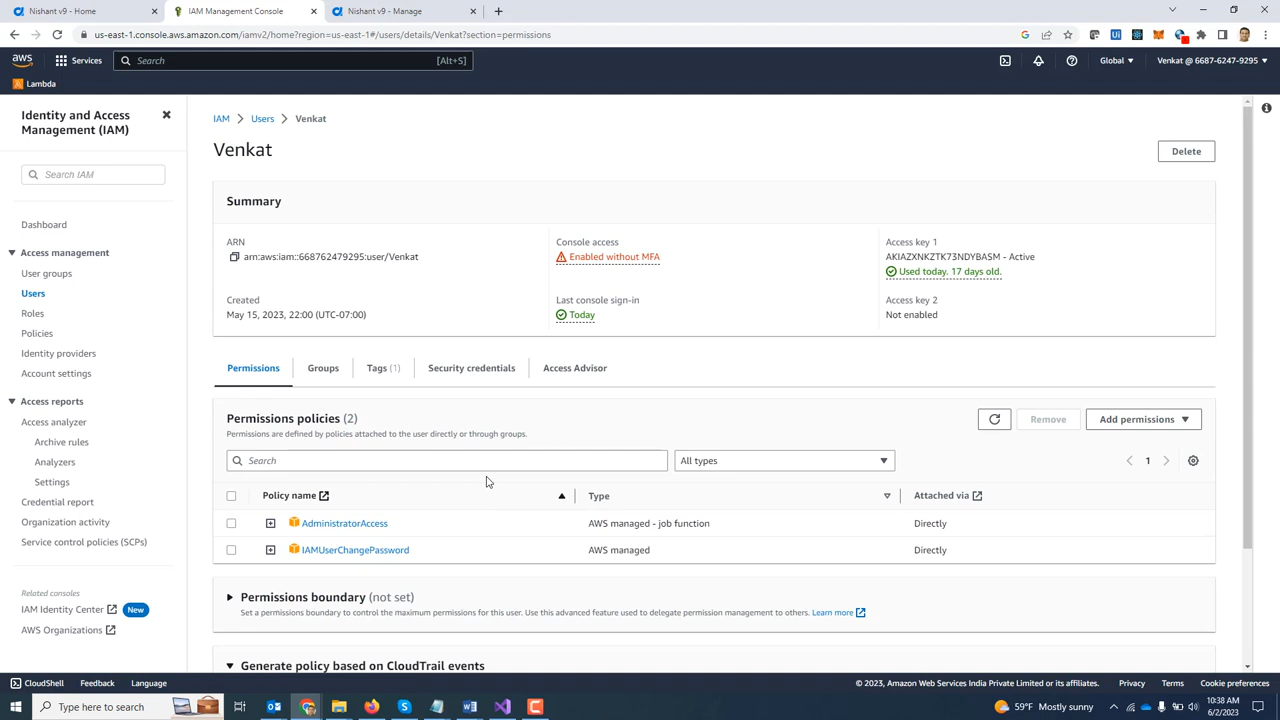 Nishant v9 - Home
IAM Management Console
Nishant v9 - Manage
us-east-1.console.aws.amazon.com/iamv2/home?region=us-east-1#/users/details/Venkat?section=permissions
aws
Services
Search
[Alt+S]
Global
Venkat @ 6687-6247-9295
Lambda
Identity and Access
Management (IAM)
Search IAM
Dashboard
Access management
User groups
Users
Roles
Policies
Identity providers
Account settings
Access reports
Access analyzer
Archive rules
Analyzers
Settings
Credential report
Organization activity
Service control policies (SCPs)
Related consoles
IAM Identity Center
New
AWS Organizations
IAM
Users
Venkat
Venkat
Delete
Summary
ARN
arn:aws:iam::668762479295:user/Venkat
Created
May 15, 2023, 22:00 (UTC-07:00)
Console access
Enabled without MFA
Last console sign-in
Today
Access key 1
AKIAZXNKZTK73NDYBASM - Active
Used today. 17 days old.
Access key 2
Not enabled
Permissions
Groups
Tags (1)
Security credentials
Access Advisor
Permissions policies (2)
Permissions are defined by policies attached to the user directly or through groups.
Remove
Add permissions
Search
All types
1
Policy name
Type
Attached via
AdministratorAccess
AWS managed - job function
Directly
IAMUserChangePassword
AWS managed
Directly
Permissions boundary (not set)
Set a permissions boundary to control the maximum permissions for this user. Use this advanced feature used to delegate permission management to others. Learn more
Generate policy based on CloudTrail events
CloudShell
Feedback
Language
© 2023, Amazon Web Services India Private Limited or its affiliates.
Privacy
Terms
Cookie preferences
Type here to search
59°F Mostly sunny
10:38 AM
6/2/2023